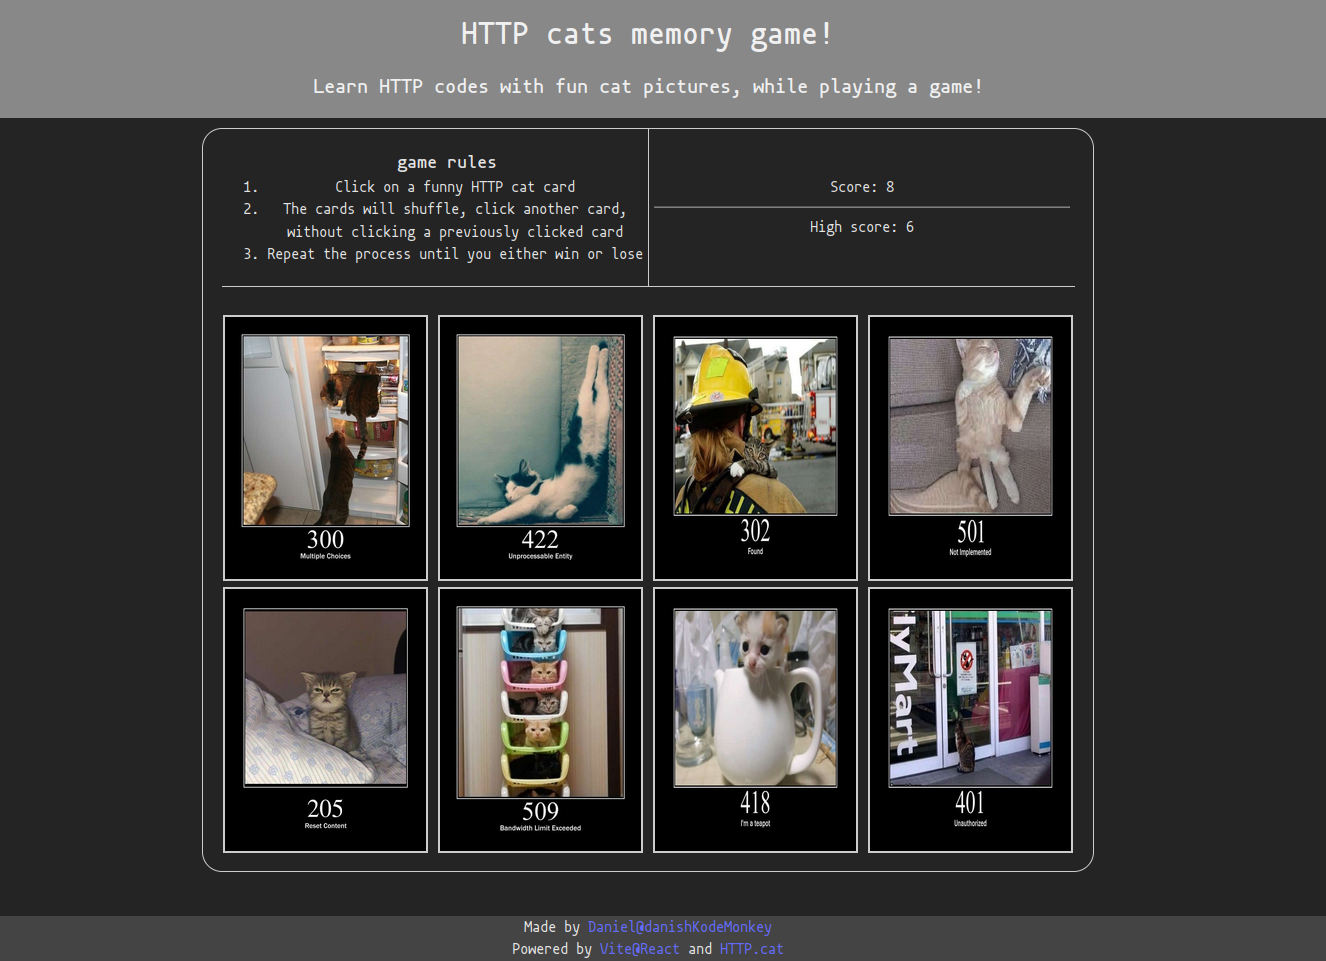 HTTP cats memory game!
Learn HTTP codes with fun cat pictures, while playing a game!
game rules
1. Click on a funny HTTP cat card
2. The cards will shuffle, click another card,
without clicking a previously clicked card
3. Repeat the process until you either win or lose
Score: 8
High score: 6
300
Multiple Choices
422
Unprocessable Entity
302
Found
501
Not Implemented
205
Reset Content
509
Bandwidth Limit Exceeded
418
I'm a teapot
lyMart
401
Unauthorized
Made by Daniel@danishKodeMonkey
Powered by Vite@React and HTTP.cat